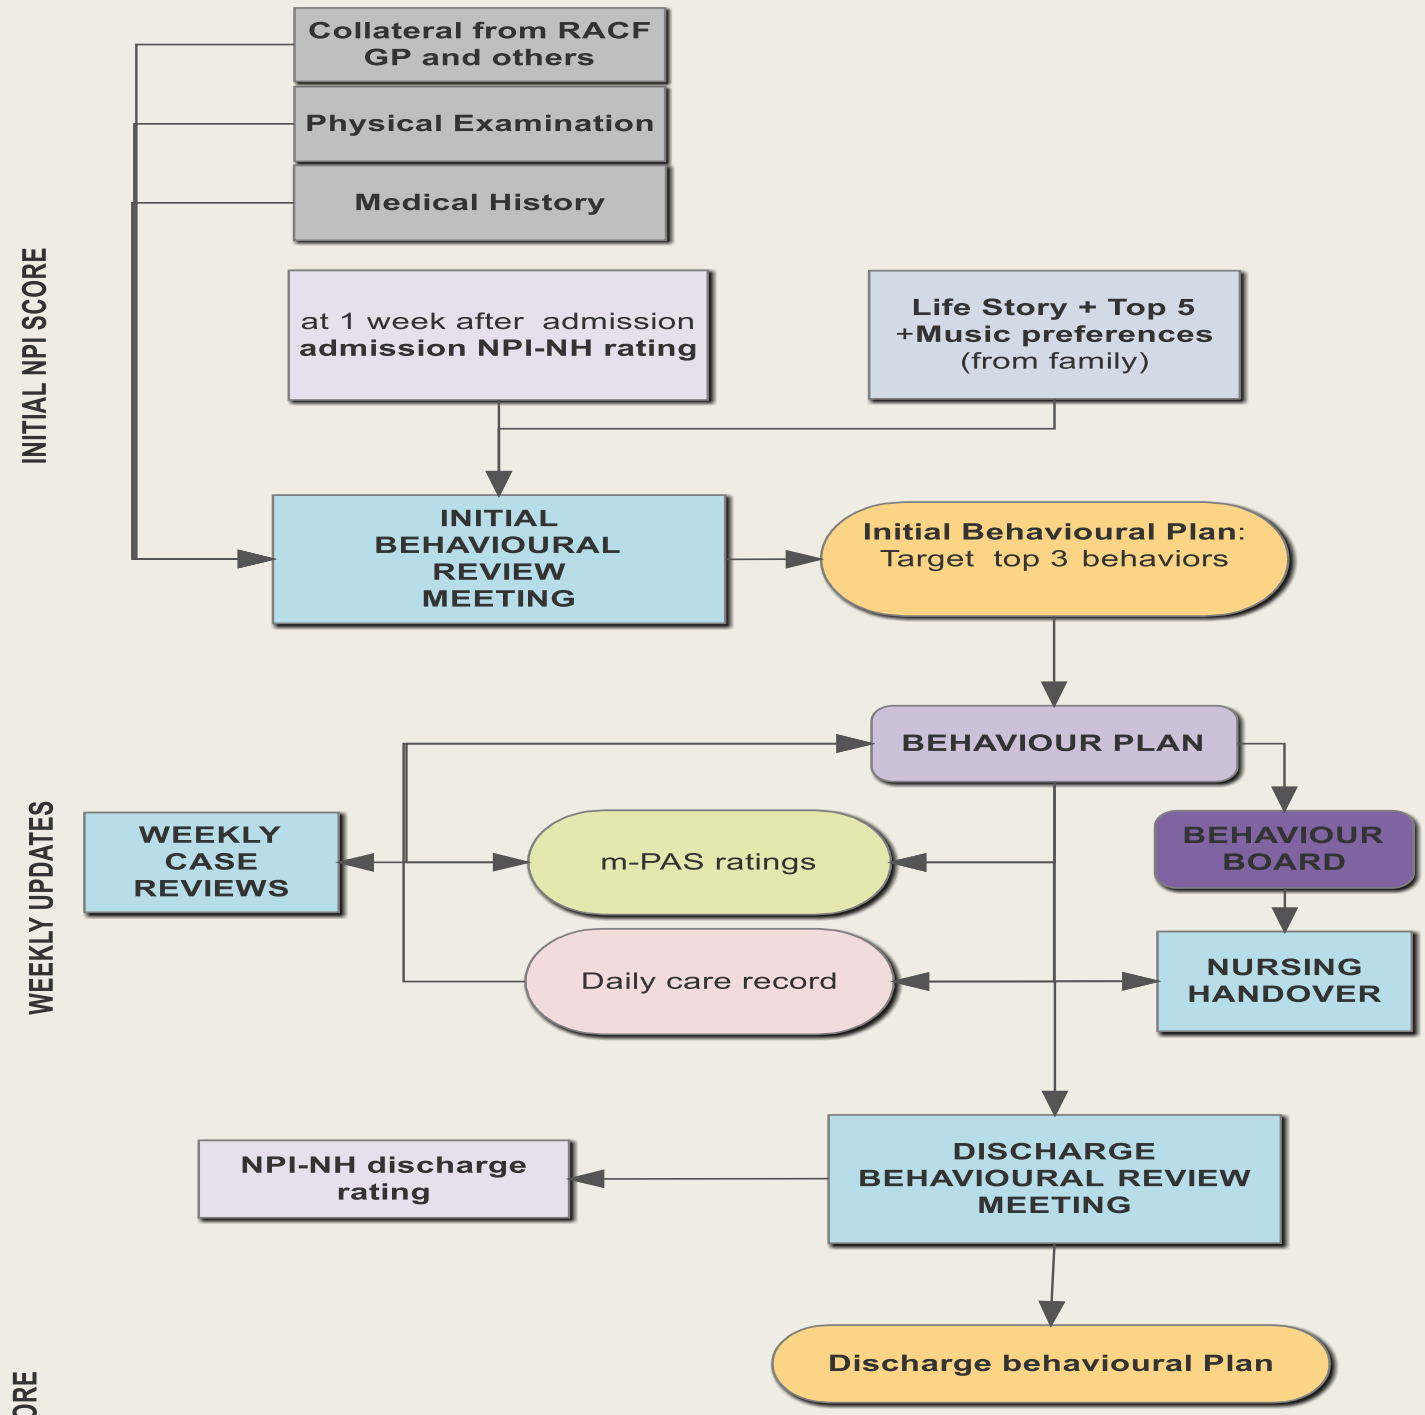 Collateral from RACF
GP and others
Physical Examination
Medical History
INITIAL NPI SCORE
at 1 week after  admission
admission NPI-NH rating
Life Story + Top 5
+Music preferences
(from family)
INITIAL
BEHAVIOURAL
REVIEW
MEETING
Initial Behavioural Plan:
Target  top 3 behaviors
BEHAVIOUR PLAN
WEEKLY UPDATES
WEEKLY
CASE
REVIEWS
m-PAS ratings
BEHAVIOUR
BOARD
Daily care record
NURSING
HANDOVER
NPI-NH discharge
rating
DISCHARGE
BEHAVIOURAL REVIEW
MEETING
Discharge behavioural Plan
ORE